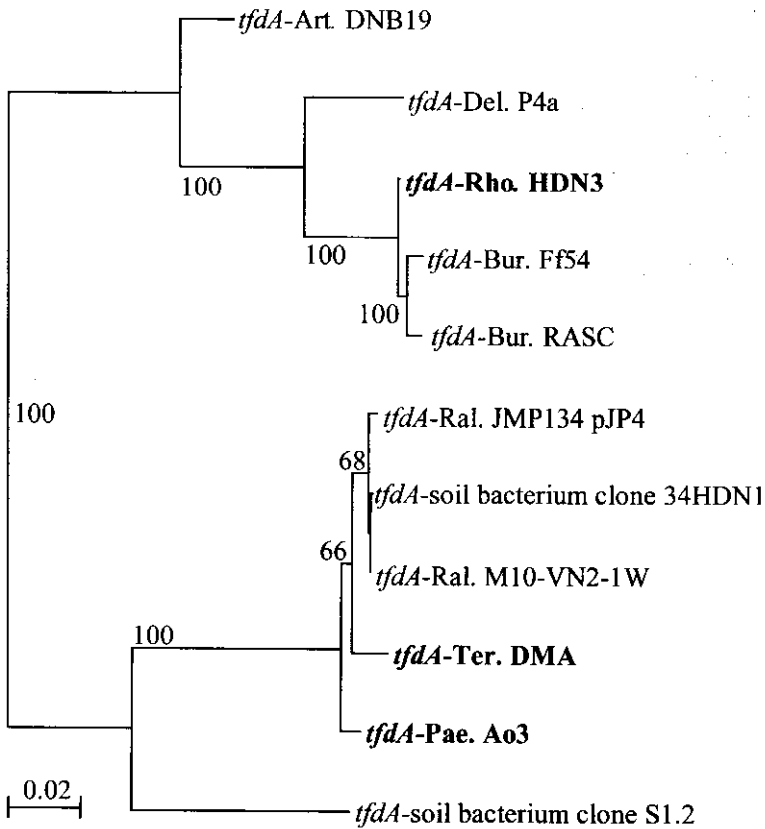 tfdA-Art. DNB19
tfdA-Del. P4a
100
tfdA-Rho. HDN3
100
tfdA-Bur. Ff54
100
tfdA-Bur. RASC
100
tfdA-Ral. JMP134 pJP4
68
tfdA-soil bacterium clone 34HDN1
66
tfdA-Ral. M10-VN2-1W
100
tfdA-Ter. DMA
tfdA-Pae. Ao3
0.02
tfdA-soil bacterium clone S1.2